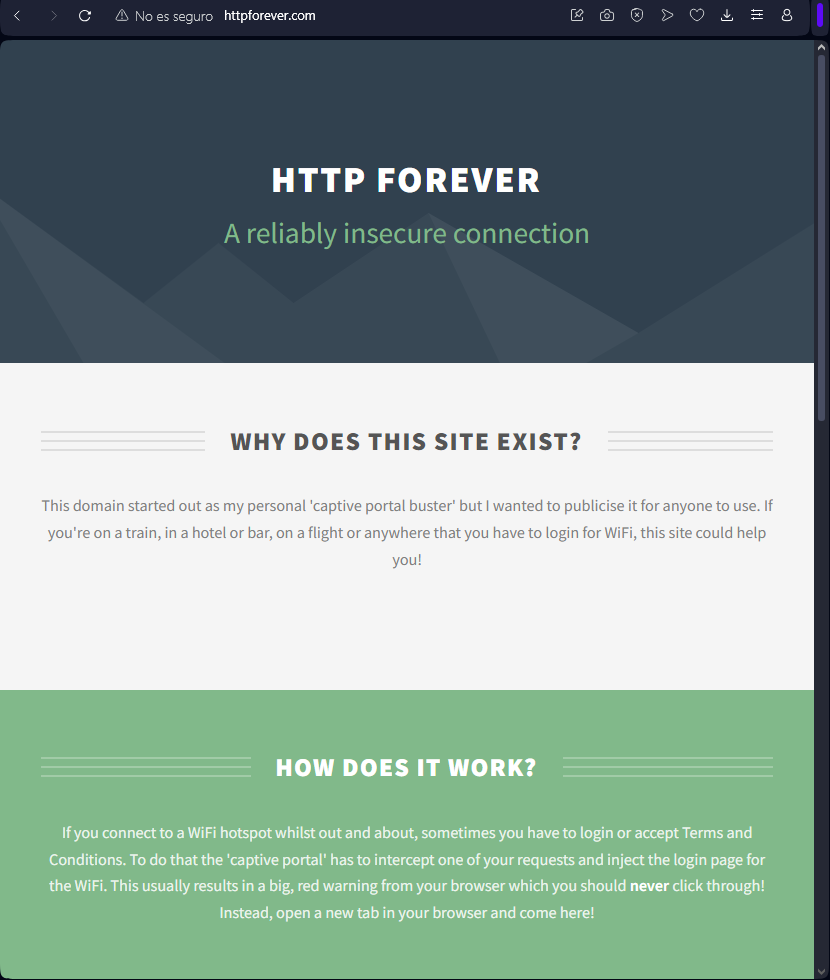 No es seguro httpforever.com
HTTP FOREVER
A reliably insecure connection
WHY DOES THIS SITE EXIST?
This domain started out as my personal 'captive portal buster' but I wanted to publicise it for anyone to use. If
you're on a train, in a hotel or bar, on a flight or anywhere that you have to login for WiFi, this site could help
you!
HOW DOES IT WORK?
If you connect to a WiFi hotspot whilst out and about, sometimes you have to login or accept Terms and
Conditions. To do that the 'captive portal' has to intercept one of your requests and inject the login page for
the WiFi. This usually results in a big, red warning from your browser which you should never click through!
Instead, open a new tab in your browser and come here!